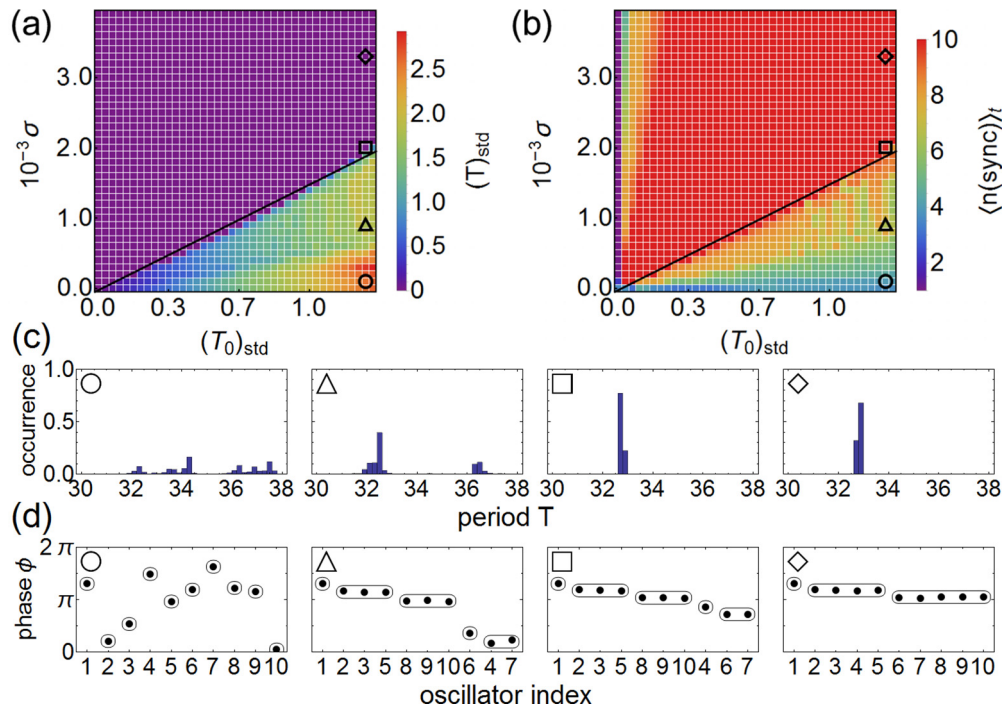 (a)
3.0
2.0
1.0
0.0
10⁻³ σ
0.0 0.3 0.7 1.0
(T₀)std
2.5
2.0
1.5
1.0
0.5
0
(T)std
(b)
3.0
2.0
1.0
0.0
10⁻³ σ
0.0 0.3 0.7 1.0
(T₀)std
10
8
6
4
2
⟨n(sync)⟩t
(c)
occurrence
1.0
0.5
0.0
30 32 34 36 38
30 32 34 36 38
30 32 34 36 38
30 32 34 36 38
period T
(d)
phase ϕ
2 π
π
0
1 2 3 4 5 6 7 8 9 10
1 2 3 5 8 9 10 6 4 7
1 2 3 5 8 9 10 4 6 7
1 2 3 4 5 6 7 8 9 10
oscillator index